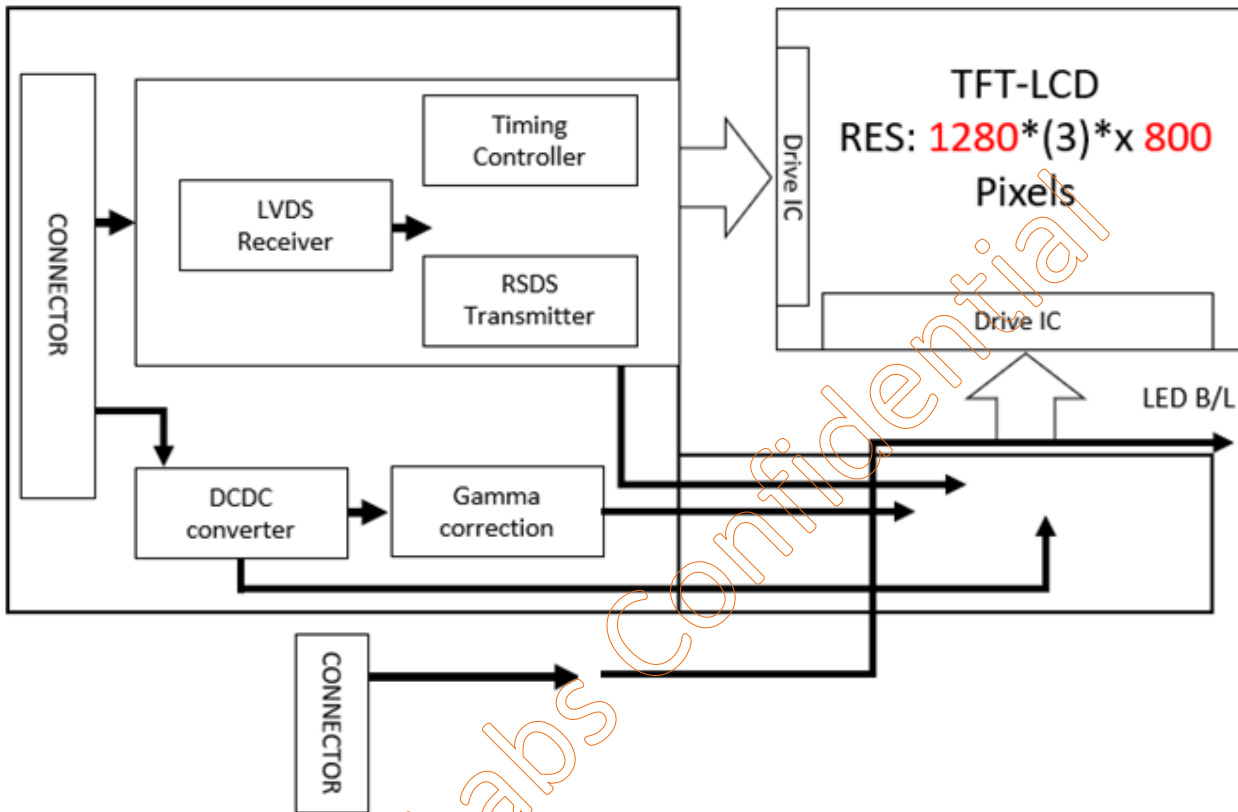 CONNECTOR
LVDS
Receiver
Timing
Controller
RSDS
Transmitter
DCDC
converter
Gamma
correction
Drive IC
TFT-LCD
RES: 1280*(3)*x 800
Pixels
Drive IC
LED B/L
CONNECTOR
abs Confidential